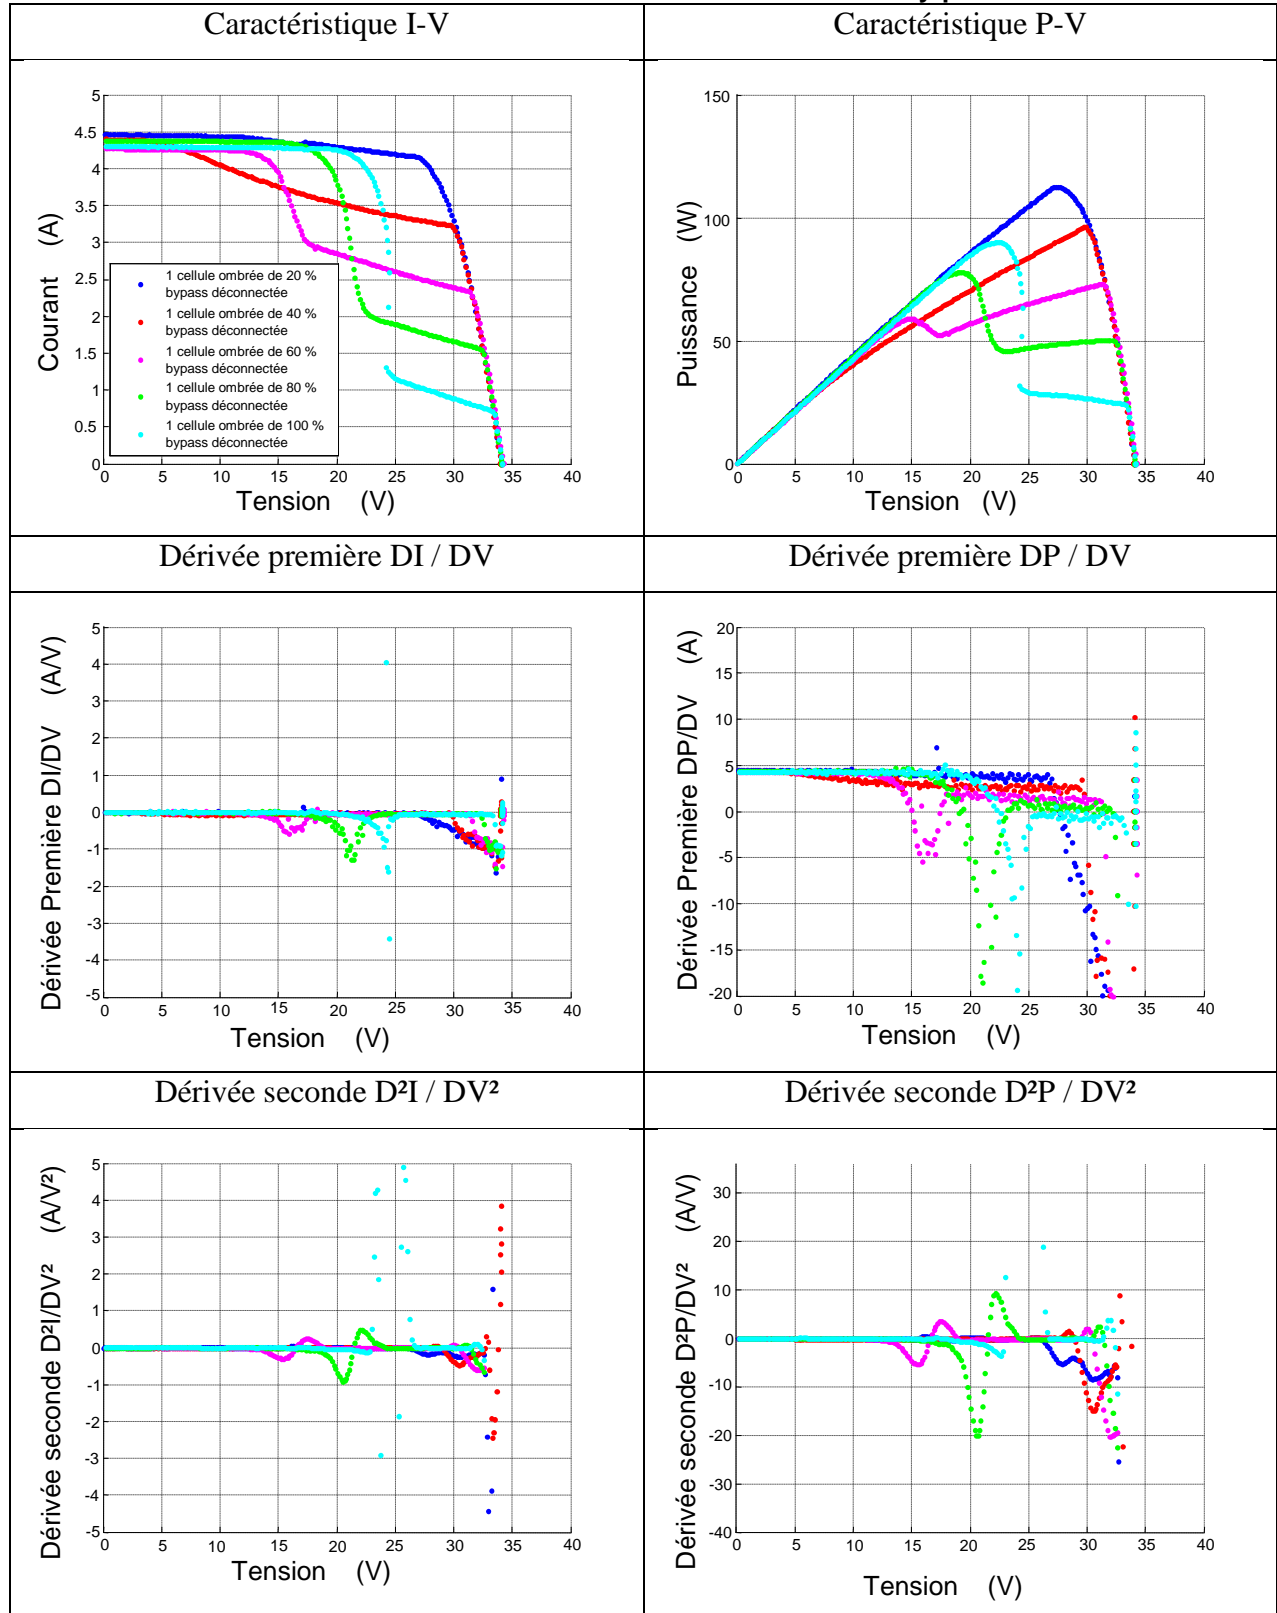 Caractéristique I-V
Caractéristique P-V
5
4.5
4
3.5
3
2.5
2
1.5
1
0.5
0
Courant (A)
1 cellule ombrée de 20 %
bypass déconnectée
1 cellule ombrée de 40 %
bypass déconnectée
1 cellule ombrée de 60 %
bypass déconnectée
1 cellule ombrée de 80 %
bypass déconnectée
1 cellule ombrée de 100 %
bypass déconnectée
0 5 10 15 20 25 30 35 40
Tension (V)
150
100
50
0
Puissance (W)
0 5 10 15 20 25 30 35 40
Tension (V)
Dérivée première DI / DV
Dérivée première DP / DV
5
4
3
2
1
0
-1
-2
-3
-4
-5
Dérivée Première DI/DV (A/V)
0 5 10 15 20 25 30 35 40
Tension (V)
20
15
10
5
0
-5
-10
-15
-20
Dérivée Première DP/DV (A)
0 5 10 15 20 25 30 35 40
Tension (V)
Dérivée seconde D²I / DV²
Dérivée seconde D²P / DV²
5
4
3
2
1
0
-1
-2
-3
-4
-5
Dérivée seconde D²I/DV² (A/V²)
0 5 10 15 20 25 30 35 40
Tension (V)
30
20
10
0
-10
-20
-30
-40
Dérivée seconde D²P/DV² (A/V)
0 5 10 15 20 25 30 35 40
Tension (V)